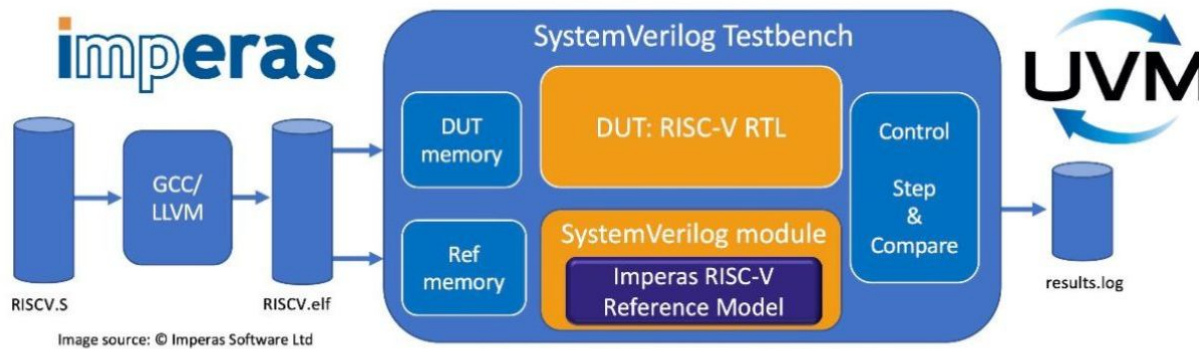 imperas
SystemVerilog Testbench
UVM
DUT
memory
DUT: RISC-V RTL
Control
Step
&
Compare
GCC/
LLVM
Ref
memory
SystemVerilog module
Imperas RISC-V
Reference Model
RISCV.S
RISCV.elf
results.log
Image source: © Imperas Software Ltd